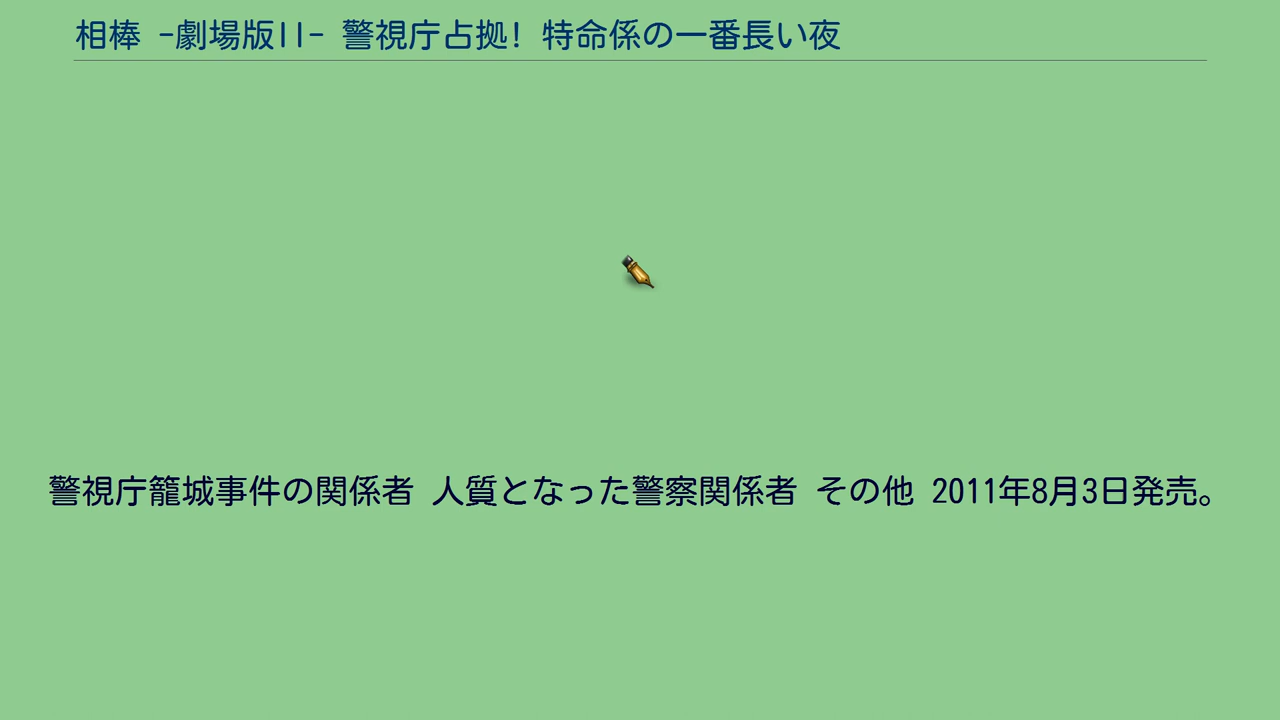 相棒 -劇場版II- 警視庁占拠! 特命係の一番長い夜
警視庁籠城事件の関係者 人質となった警察関係者 その他 2011年8月3日発売。